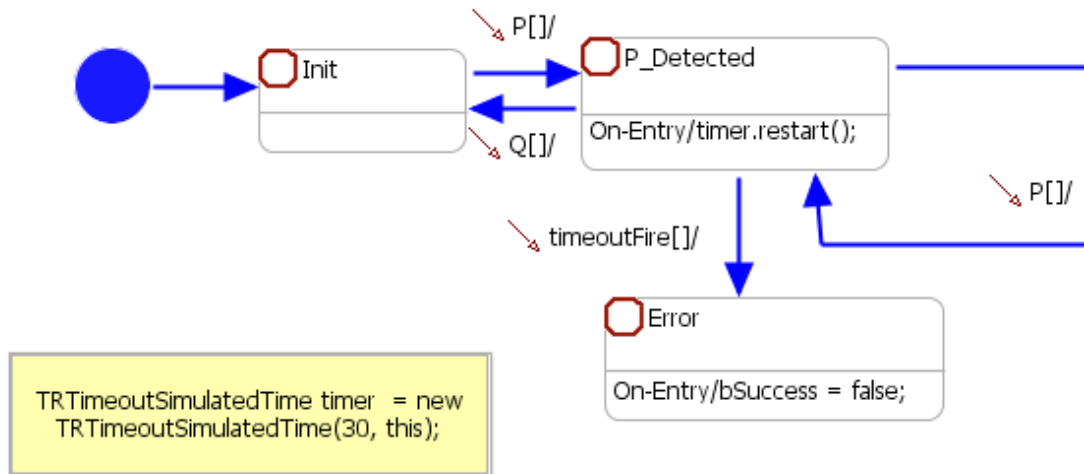 P[]/
Init
P_Detected
On-Entry/timer.restart();
Q[]/
P[]/
timeoutFire[]/
Error
On-Entry/bSuccess = false;
TRTimeoutSimulatedTime timer = new
TRTimeoutSimulatedTime(30, this);